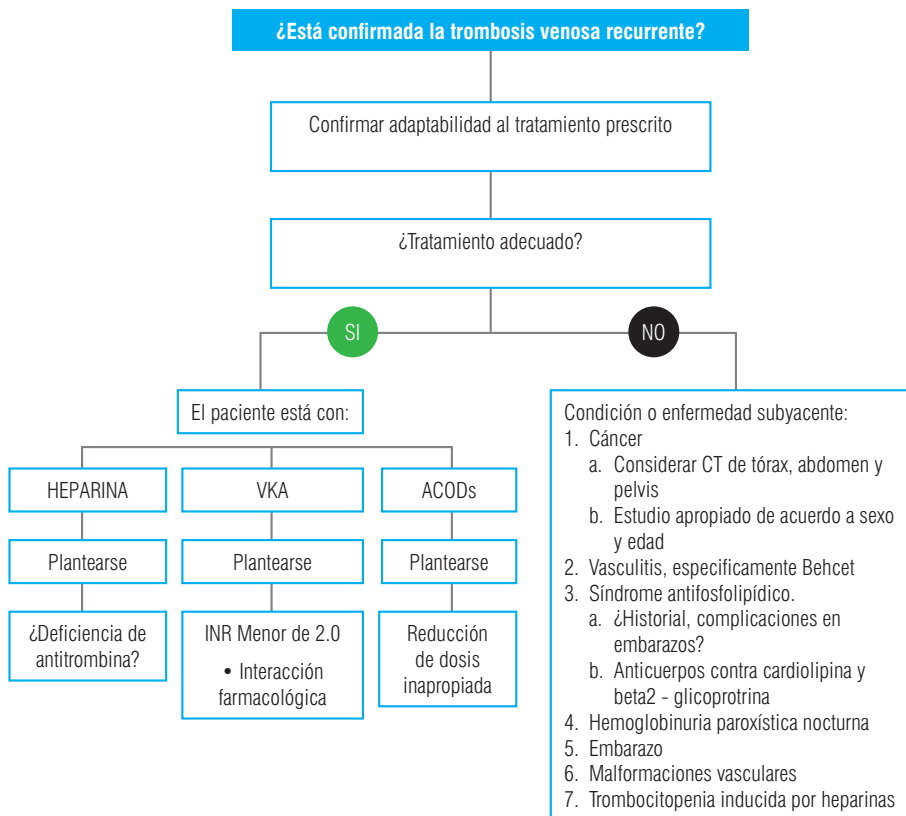 ¿Está confirmada la trombosis venosa recurrente?
Confirmar adaptabilidad al tratamiento prescrito
¿Tratamiento adecuado?
SI
NO
El paciente está con:
HEPARINA
VKA
ACODs
Plantearse
Plantearse
Plantearse
¿Deficiencia de
antitrombina?
INR Menor de 2.0
• Interacción
farmacológica
Reducción
de dosis
inapropiada
Condición o enfermedad subyacente:
1. Cáncer
a. Considerar CT de tórax, abdomen y
pelvis
b. Estudio apropiado de acuerdo a sexo
y edad
2. Vasculitis, especificamente Behcet
3. Síndrome antifosfolipídico.
a. ¿Historial, complicaciones en
embarazos?
b. Anticuerpos contra cardiolipina y
beta2 - glicoprotrina
4. Hemoglobinuria paroxística nocturna
5. Embarazo
6. Malformaciones vasculares
7. Trombocitopenia inducida por heparinas